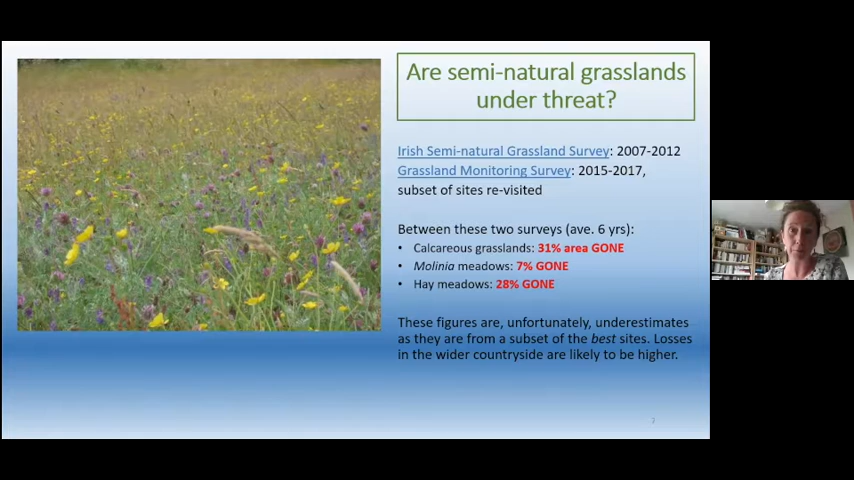 Are semi-natural grasslands
under threat?
Irish Semi-natural Grassland Survey: 2007-2012
Grassland Monitoring Survey: 2015-2017,
subset of sites re-visited
Between these two surveys (ave. 6 yrs):
• Calcareous grasslands: 31% area GONE
• Molinia meadows: 7% GONE
• Hay meadows: 28% GONE
These figures are, unfortunately, underestimates
as they are from a subset of the best sites. Losses
in the wider countryside are likely to be higher.